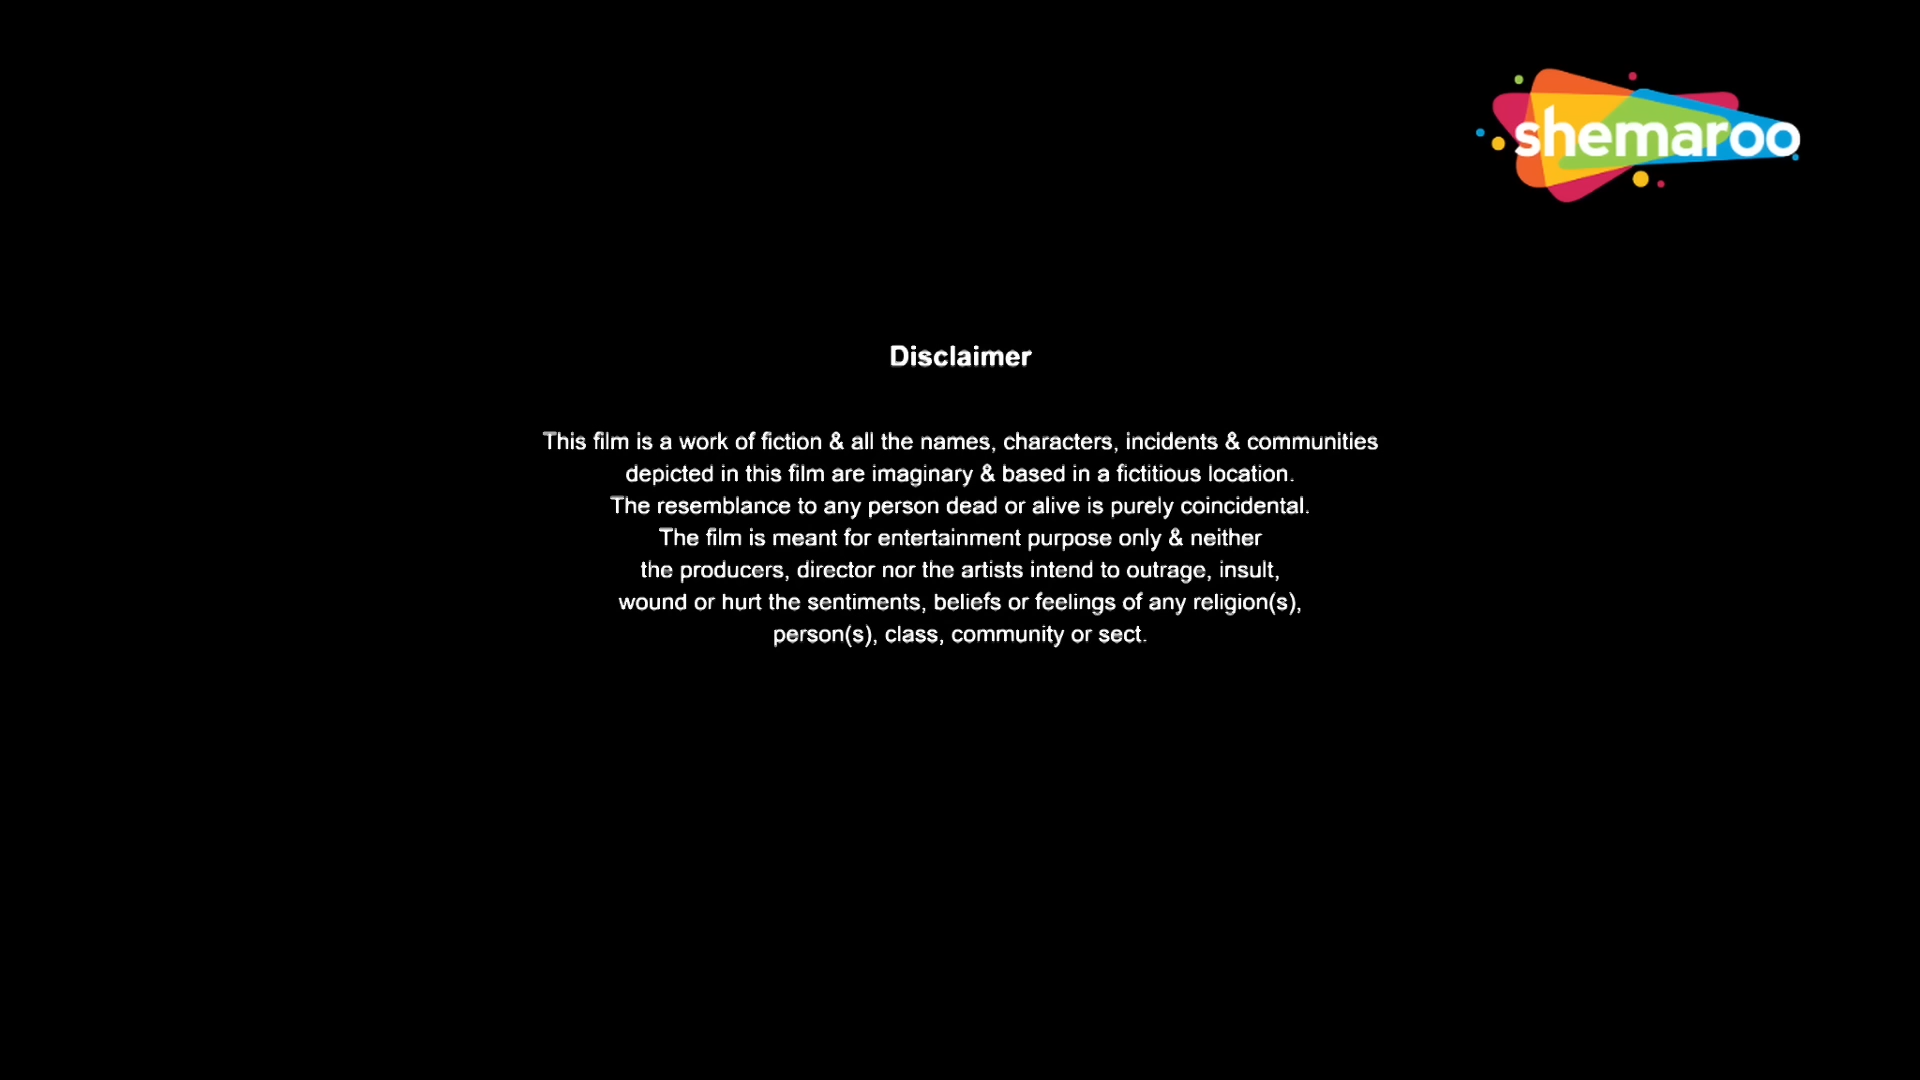 shemaroo
Disclaimer
This film is a work of fiction & all the names, characters, incidents & communities
depicted in this film are imaginary & based in a fictitious location.
The resemblance to any person dead or alive is purely coincidental.
The film is meant for entertainment purpose only & neither
the producers, director nor the artists intend to outrage, insult,
wound or hurt the sentiments, beliefs or feelings of any religion(s),
person(s), class, community or sect.